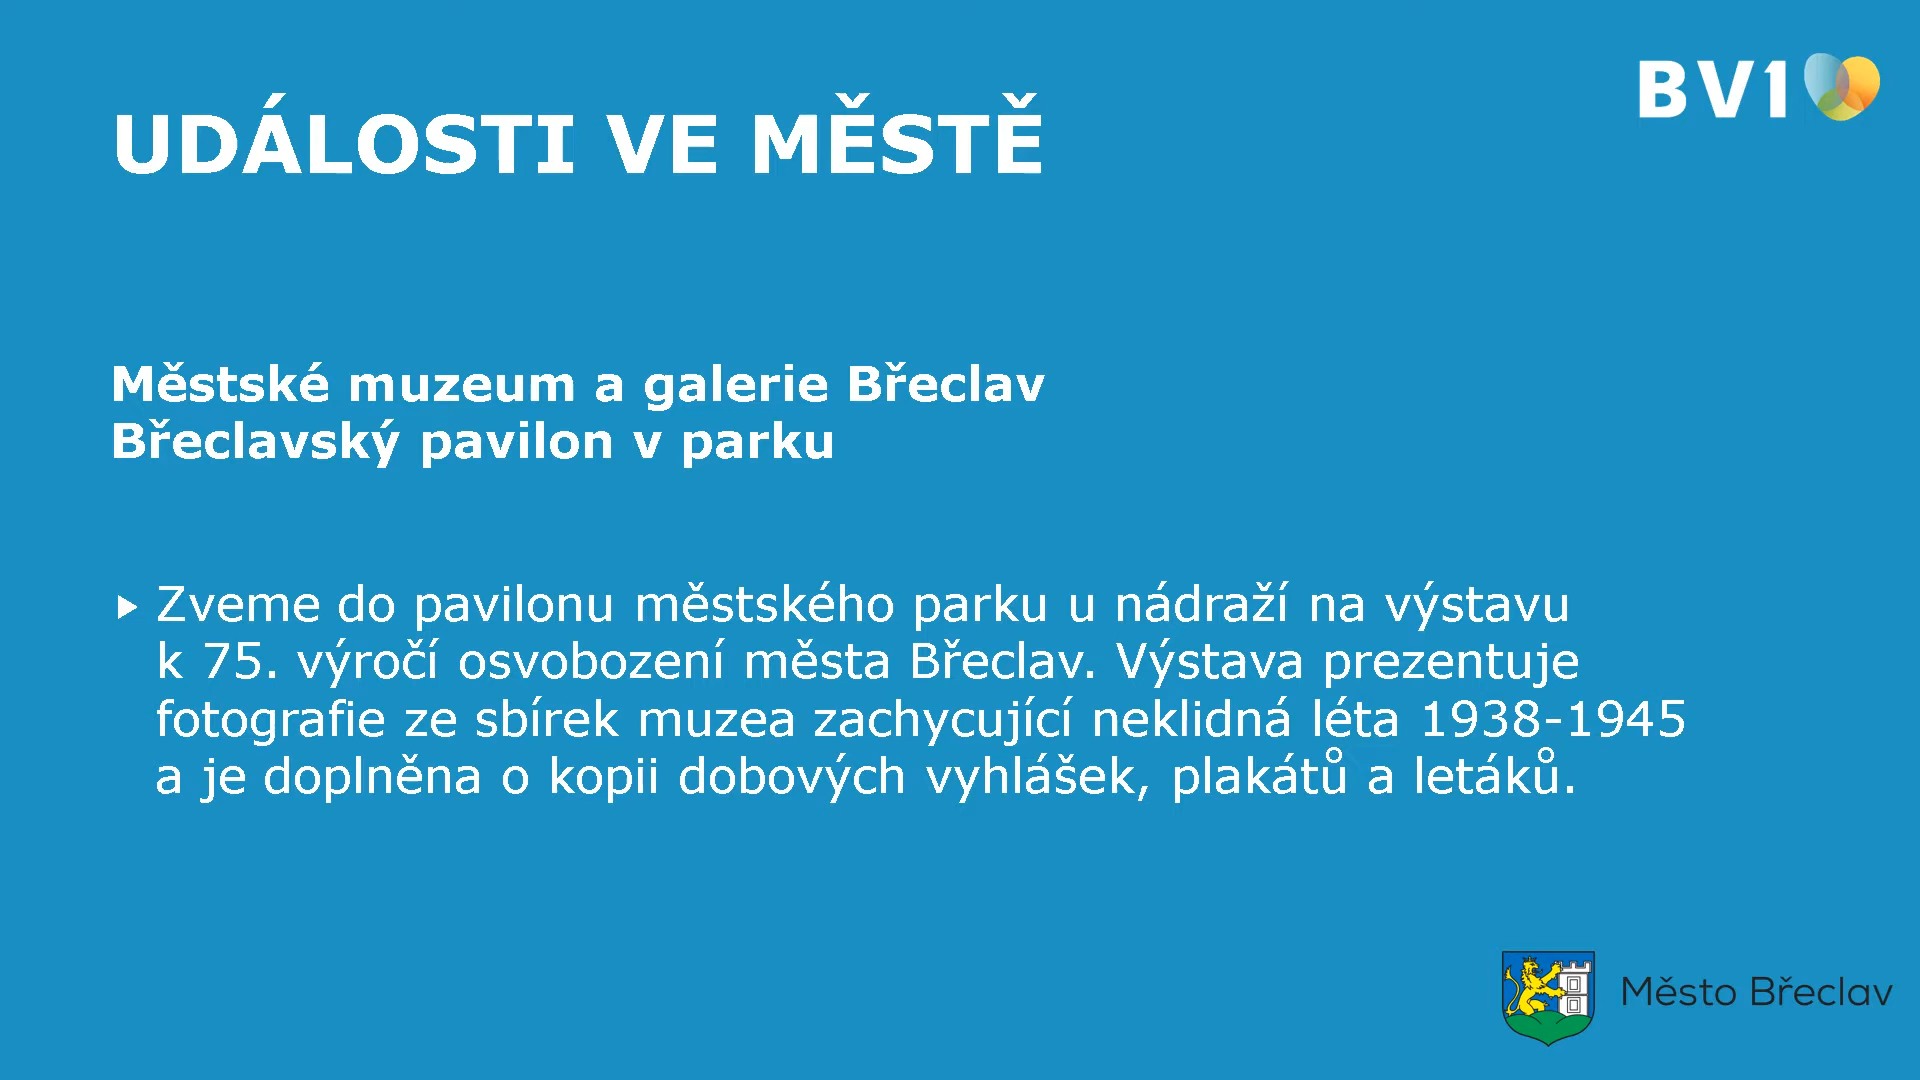 BV1
UDÁLOSTI VE MĚSTĚ
Městské muzeum a galerie Břeclav
Břeclavský pavilon v parku
Zveme do pavilonu městského parku u nádraží na výstavu
k 75. výročí osvobození města Břeclav. Výstava prezentuje
fotografie ze sbírek muzea zachycující neklidná léta 1938-1945
a je doplněna o kopii dobových vyhlášek, plakátů a letáků.
Město Břeclav